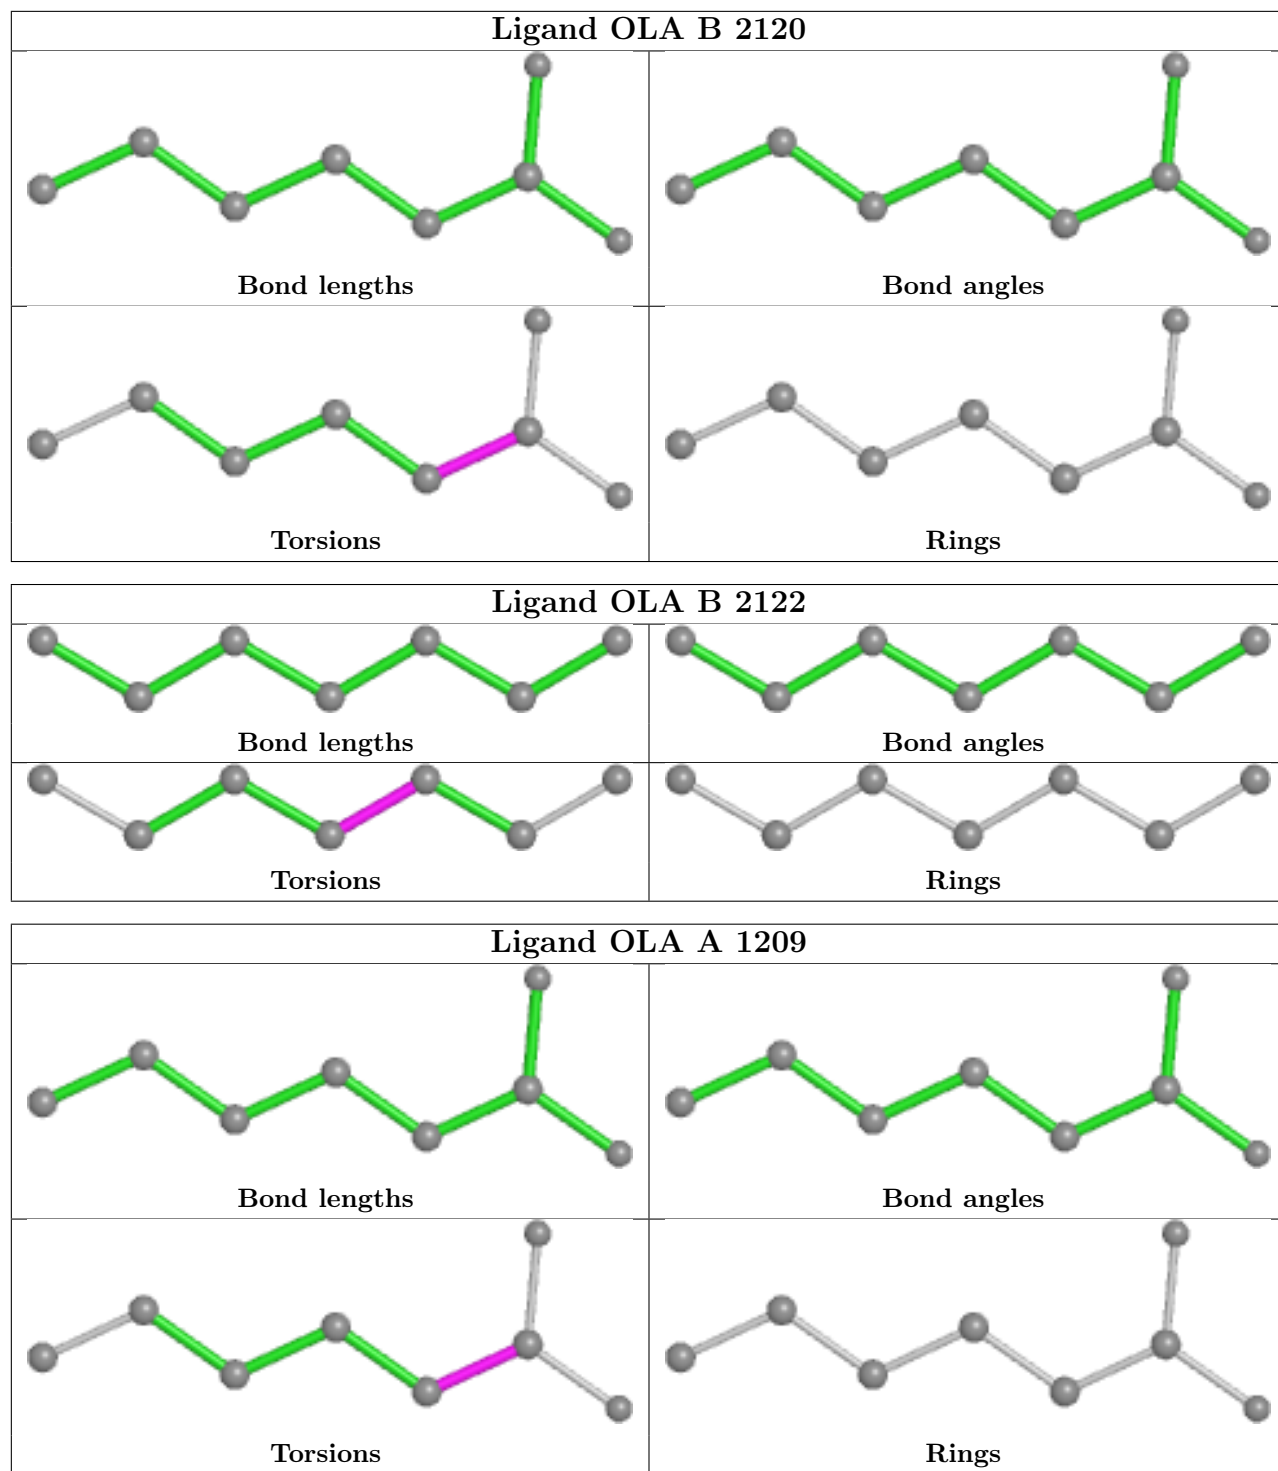 Ligand OLA B 2120
Bond lengths
Bond angles
Torsions
Rings
Ligand OLA B 2122
Bond lengths
Bond angles
Torsions
Rings
Ligand OLA A 1209
Bond lengths
Bond angles
Torsions
Rings